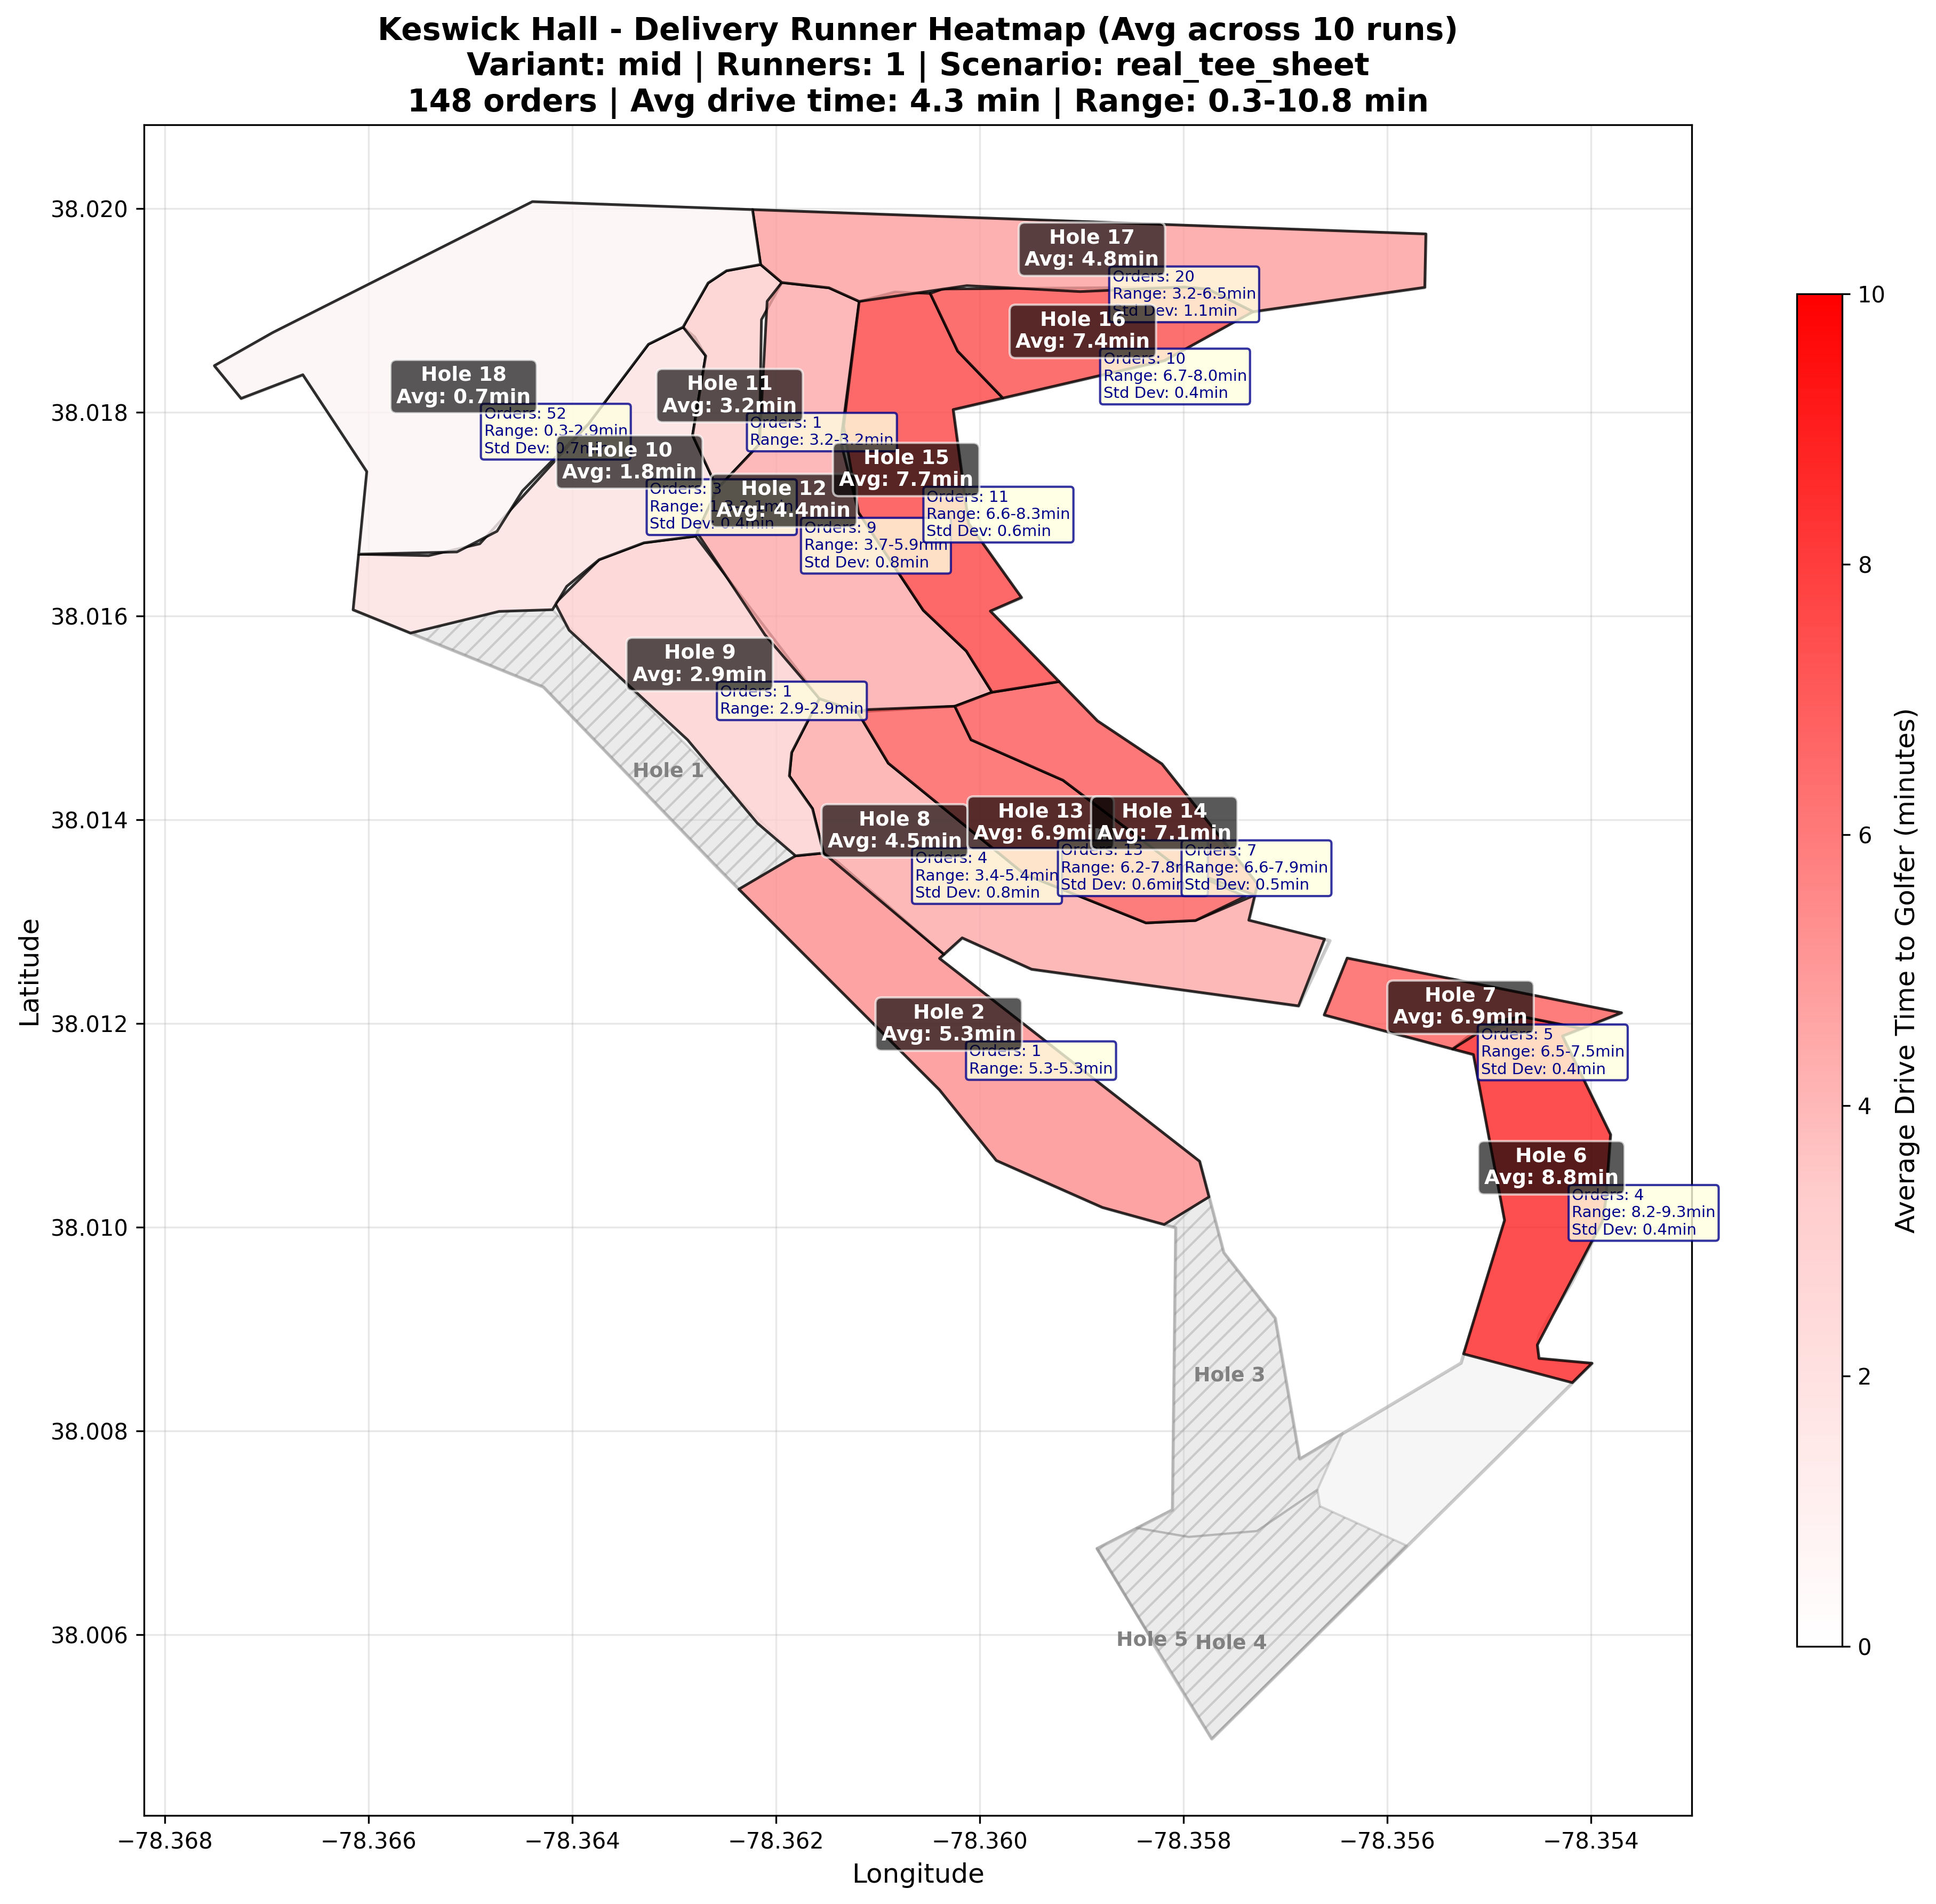 Keswick Hall - Delivery Runner Heatmap (Avg across 10 runs)
Variant: mid | Runners: 1 | Scenario: real_tee_sheet
148 orders | Avg drive time: 4.3 min | Range: 0.3-10.8 min
Hole 17
Avg: 4.8min
Orders: 20
Range: 3.2-6.5min
Std Dev: 1.1min
Hole 16
Avg: 7.4min
Orders: 10
Range: 6.7-8.0min
Std Dev: 0.4min
Hole 18
Avg: 0.7min
Orders: 52
Range: 0.3-2.9min
Std Dev: 0.7min
Hole 11
Avg: 3.2min
Orders: 1
Range: 3.2-3.2min
Hole 10
Avg: 1.8min
Orders: 3
Range:
Std Dev: 0.4min
Hole 15
Avg: 7.7min
Orders: 11
Range: 6.6-8.3min
Std Dev: 0.6min
Hole 12
Avg: 4.4min
Orders: 9
Range: 3.7-5.9min
Std Dev: 0.8min
Hole 9
Avg: 2.9min
Orders: 1
Range: 2.9-2.9min
Hole 1
Hole 8
Avg: 4.5min
Orders: 4
Range: 3.4-5.4min
Std Dev: 0.8min
Hole 13
Avg: 6.9min
Orders: 13
Range: 6.2-7.8min
Std Dev: 0.6min
Hole 14
Avg: 7.1min
Orders: 7
Range: 6.6-7.9min
Std Dev: 0.5min
Hole 2
Avg: 5.3min
Orders: 1
Range: 5.3-5.3min
Hole 7
Avg: 6.9min
Orders: 5
Range: 6.5-7.5min
Std Dev: 0.4min
Hole 6
Avg: 8.8min
Orders: 4
Range: 8.2-9.3min
Std Dev: 0.4min
Hole 3
Hole 5
Hole 4
38.020
38.018
38.016
38.014
38.012
38.010
38.008
38.006
Latitude
−78.368
−78.366
−78.364
−78.362
−78.360
−78.358
−78.356
−78.354
Longitude
10
8
6
4
2
0
Average Drive Time to Golfer (minutes)